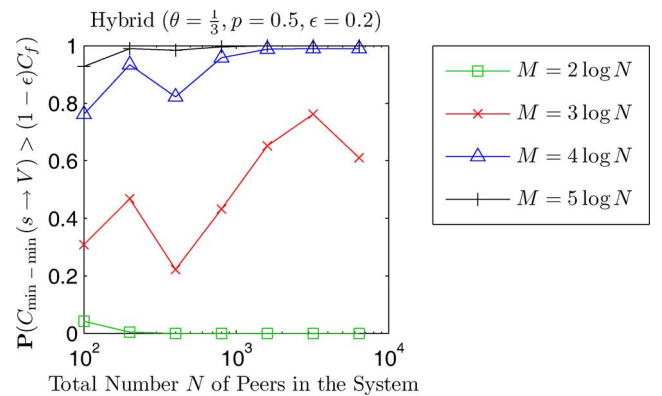 Hybrid (θ = 1/3, p = 0.5, ϵ = 0.2)
P(C_{min−min}(s → V) > (1 − ϵ)C_f)
1
0.8
0.6
0.4
0.2
0
10^2
10^3
10^4
Total Number N of Peers in the System
M = 2 log N
M = 3 log N
M = 4 log N
M = 5 log N